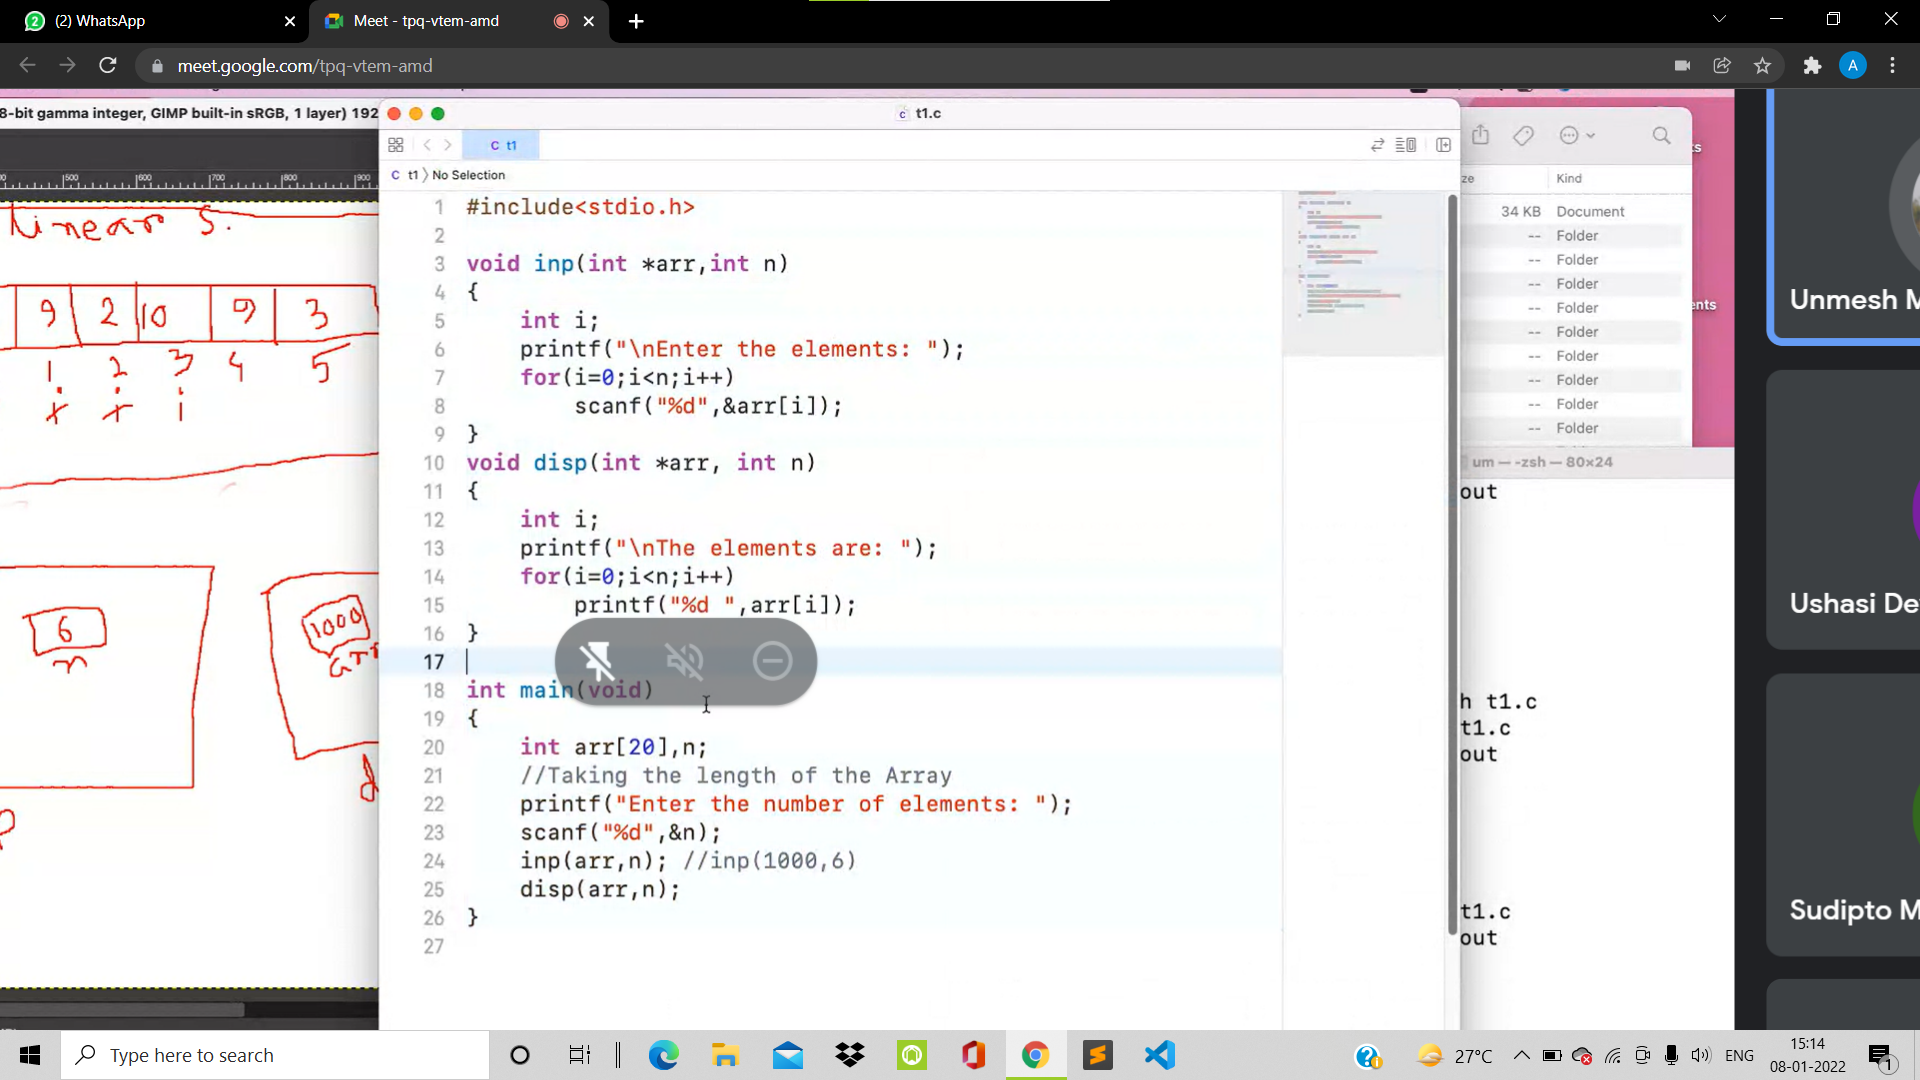 (2) WhatsApp
Meet - tpq-vtem-amd
meet.google.com/tpq-vtem-amd
A
8-bit gamma integer, GIMP built-in sRGB, 1 layer) 192
500 600 700 800 900
Linear S.
9 2 10 9 3
1 2 3 4 5
x x i
6
n
1000
arr
t1.c
C t1
C t1 No Selection
1 #include<stdio.h>
2
3 void inp(int *arr,int n)
4 {
5 int i;
6 printf("\nEnter the elements: ");
7 for(i=0;i<n;i++)
8 scanf("%d",&arr[i]);
9 }
10 void disp(int *arr, int n)
11 {
12 int i;
13 printf("\nThe elements are: ");
14 for(i=0;i<n;i++)
15 printf("%d ",arr[i]);
16 }
17
18 int main(void)
19 {
20 int arr[20],n;
21 //Taking the length of the Array
22 printf("Enter the number of elements: ");
23 scanf("%d",&n);
24 inp(arr,n); //inp(1000,6)
25 disp(arr,n);
26 }
27
ze Kind
34 KB Document
-- Folder
-- Folder
-- Folder
-- Folder
-- Folder
-- Folder
-- Folder
-- Folder
-- Folder
ts
ents
um — -zsh — 80×24
out
h t1.c
t1.c
out
t1.c
out
Unmesh M
Ushasi De
Sudipto M
Type here to search
27°C
ENG
15:14
08-01-2022
1